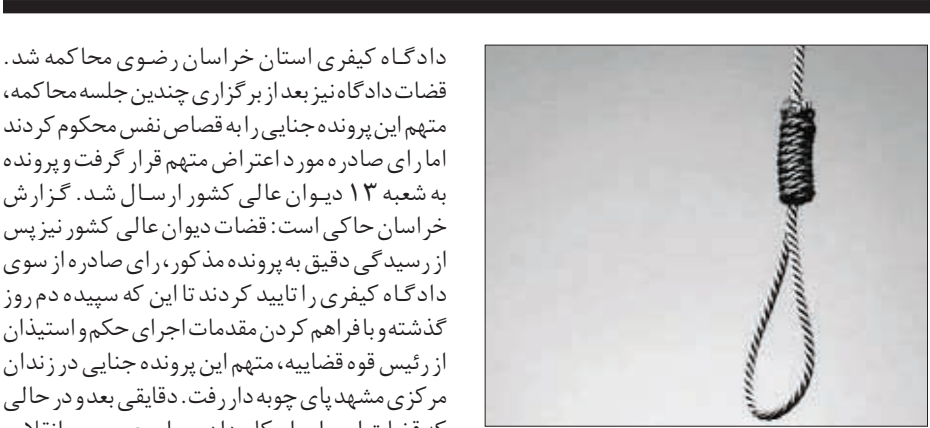 دادگاه کیفری استان خراسان رضوی محاکمه شد.
قضات دادگاه نیز بعد از برگزاری چندین جلسه محاکمه،
متهم این پرونده جنایی را به قصاص نفس محکوم کردند
اما رای صادره مورد اعتراض متهم قرار گرفت و پرونده
به شعبه ۱۳ دیوان عالی کشور ارسال شد. گزارش
خراسان حاکی است: قضات دیوان عالی کشور نیز پس
از رسیدگی دقیق به پرونده مذکور، رای صادره از سوی
دادگاه کیفری را تایید کردند تا این که سپیده دم روز
گذشته و با فراهم کردن مقدمات اجرای حکم و استیذان
از رئیس قوه قضاییه، متهم این پرونده جنایی در زندان
مرکزی مشهد پای چوبه دار رفت. دقایقی بعد و در حالی